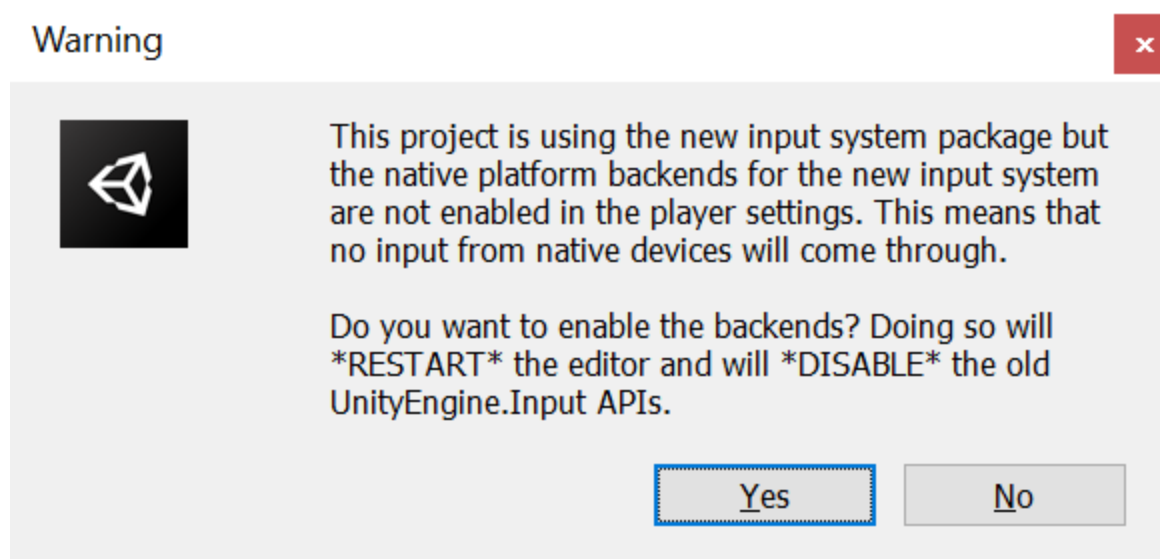 Warning
x
This project is using the new input system package but
the native platform backends for the new input system
are not enabled in the player settings. This means that
no input from native devices will come through.
Do you want to enable the backends? Doing so will
*RESTART* the editor and will *DISABLE* the old
UnityEngine.Input APIs.
Yes
No